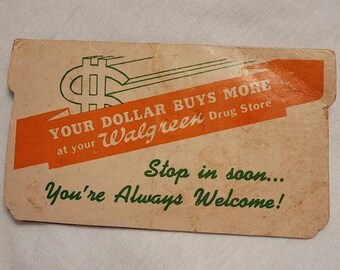 YOUR DOLLAR BUYS MORE
at your Walgreen Drug Store
Stop in soon...
You're Always Welcome!